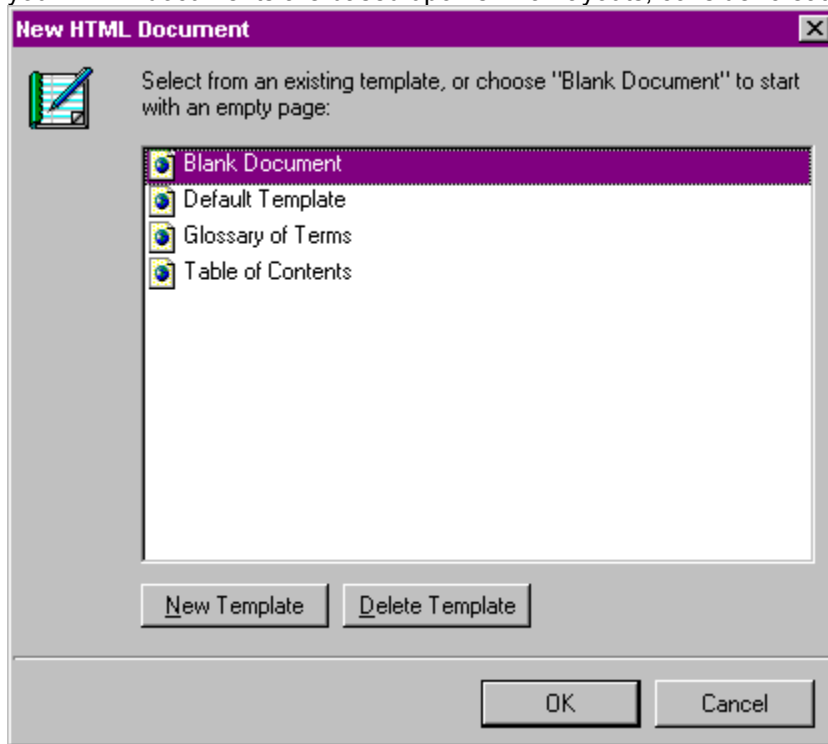 New HTML Document
Select from an existing template, or choose "Blank Document" to start
with an empty page:
Blank Document
Default Template
Glossary of Terms
Table of Contents
New Template
Delete Template
OK
Cancel